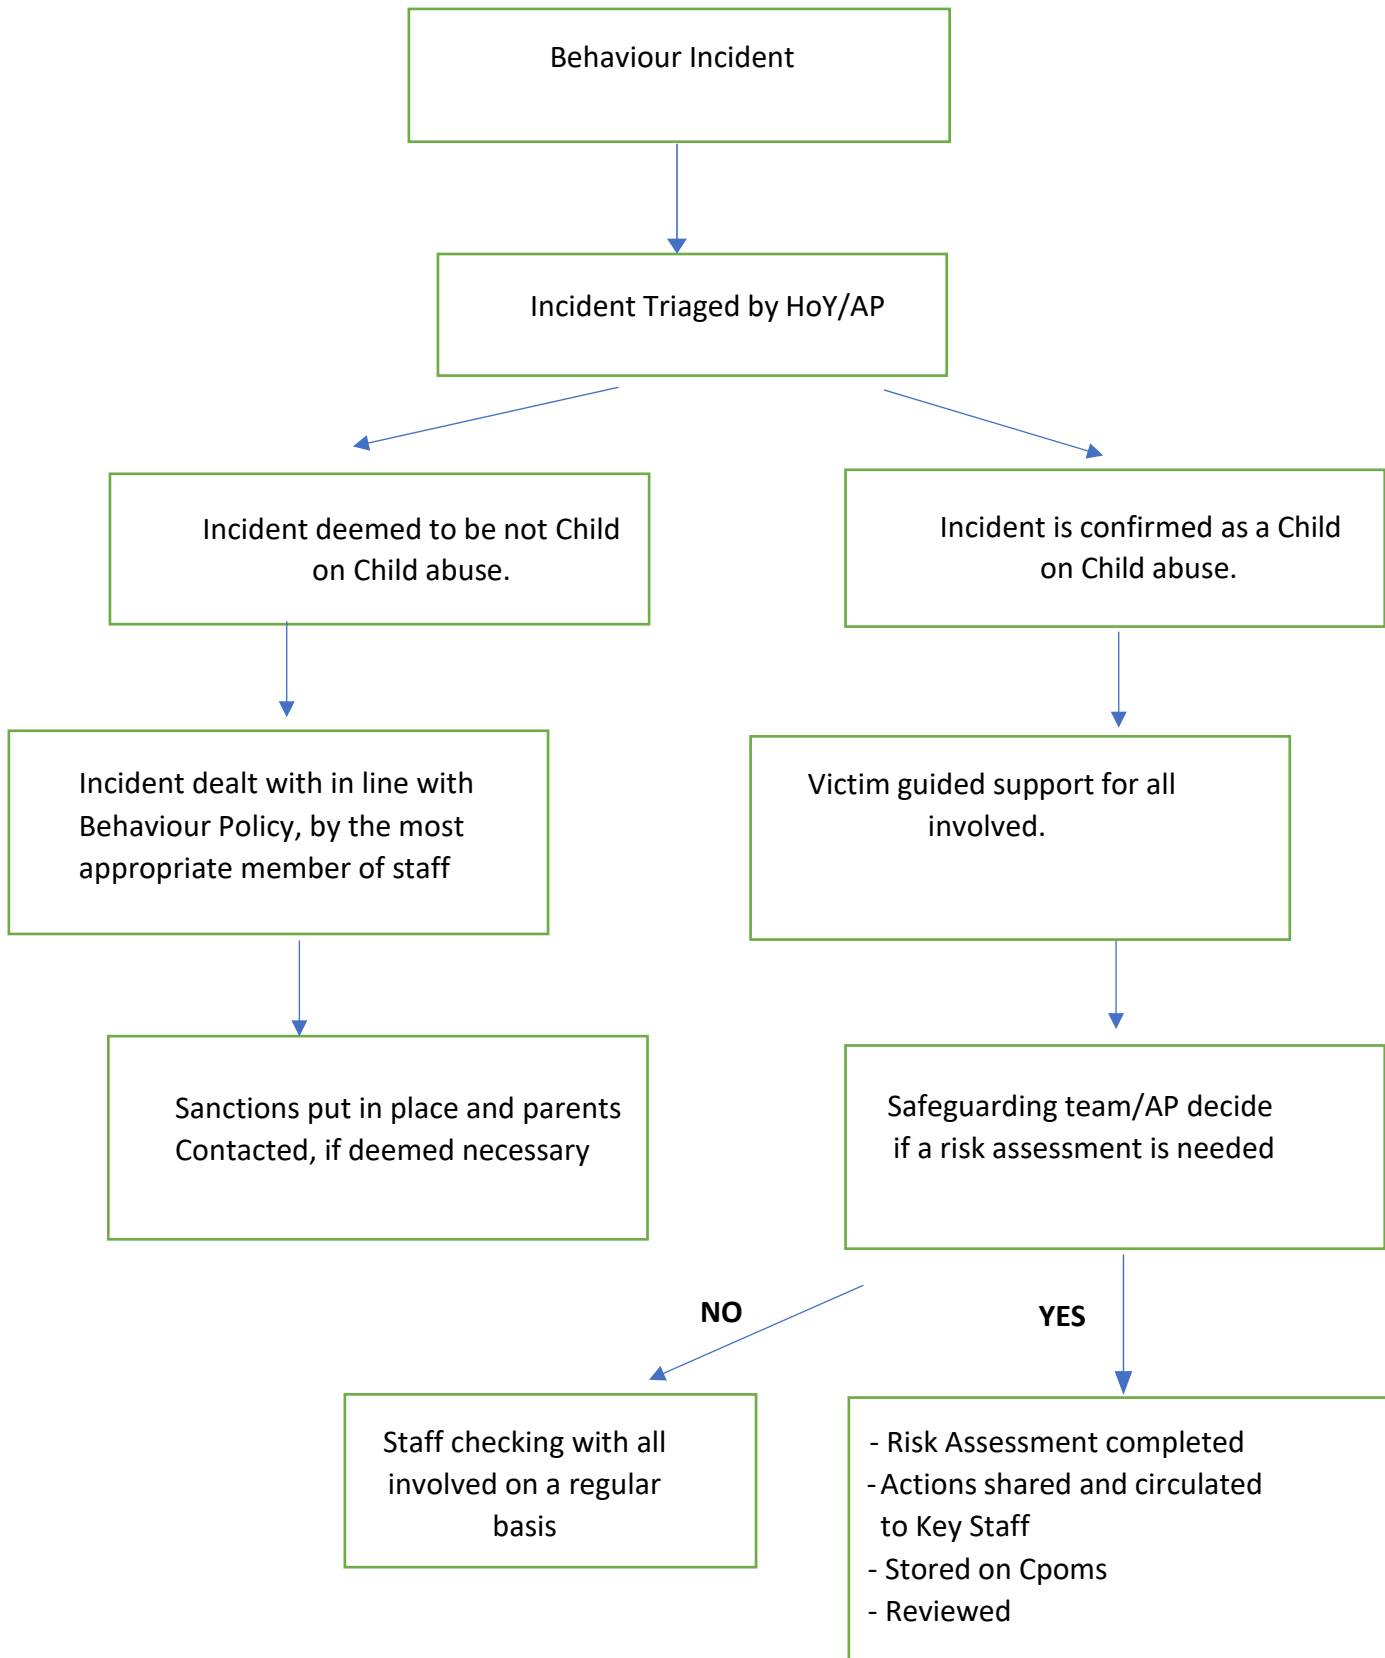 Behaviour Incident
Incident Triaged by HoY/AP
Incident deemed to be not Child
on Child abuse.
Incident is confirmed as a Child
on Child abuse.
Incident dealt with in line with
Behaviour Policy, by the most
appropriate member of staff
Victim guided support for all
involved.
Sanctions put in place and parents
Contacted, if deemed necessary
Safeguarding team/AP decide
if a risk assessment is needed
NO
YES
Staff checking with all
involved on a regular
basis
- Risk Assessment completed
- Actions shared and circulated
to Key Staff
- Stored on Cpoms
- Reviewed